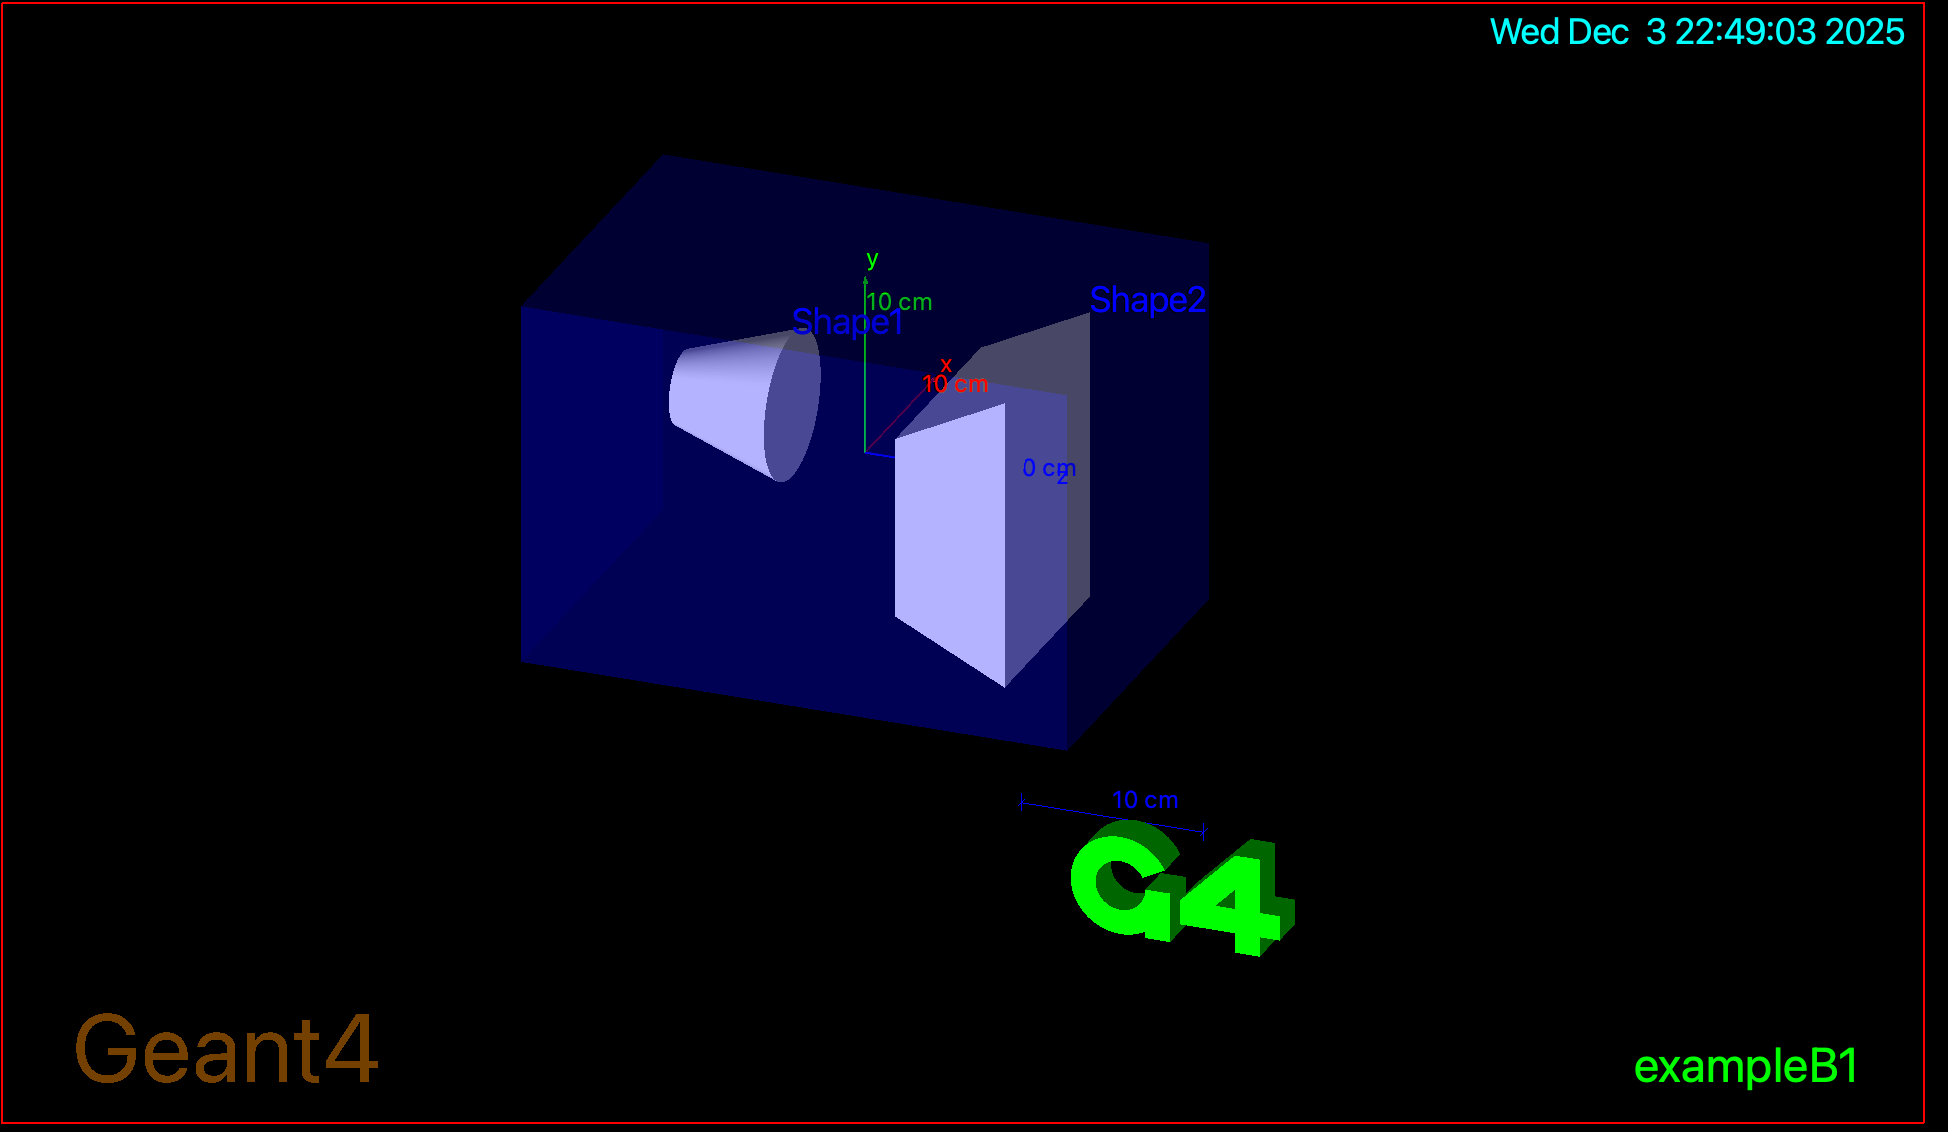 Wed Dec  3 22:49:03 2025
y
10 cm
Shape2
Shape1
x
10 cm
0 cm
z
10 cm
G4
Geant4
exampleB1